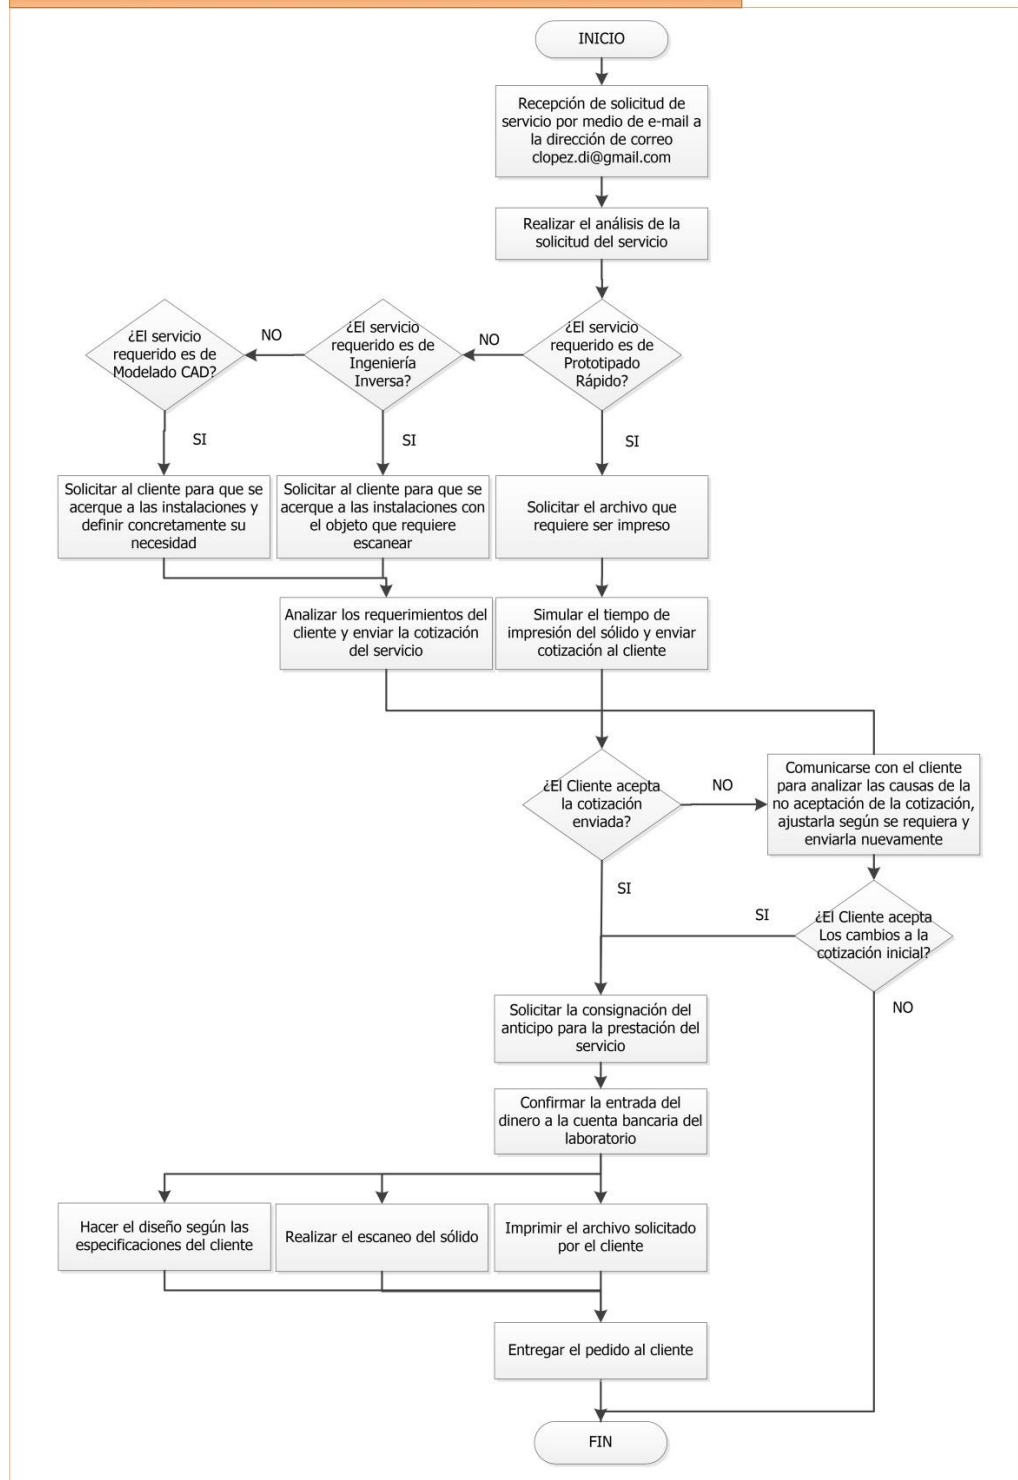 INICIO
Recepción de solicitud de
servicio por medio de e-mail a
la dirección de correo
clopez.di@gmail.com
Realizar el análisis de la
solicitud del servicio
¿El servicio
requerido es de
Modelado CAD?
NO
¿El servicio
requerido es de
Ingeniería
Inversa?
NO
¿El servicio
requerido es de
Prototipado
Rápido?
SI
SI
SI
Solicitar al cliente para que se
acerque a las instalaciones y
definir concretamente su
necesidad
Solicitar al cliente para que se
acerque a las instalaciones con
el objeto que requiere
escanear
Solicitar el archivo que
requiere ser impreso
Analizar los requerimientos del
cliente y enviar la cotización
del servicio
Simular el tiempo de
impresión del sólido y enviar
cotización al cliente
¿El Cliente acepta
la cotización
enviada?
NO
Comunicarse con el cliente
para analizar las causas de la
no aceptación de la cotización,
ajustarla según se requiera y
enviarla nuevamente
SI
SI
¿El Cliente acepta
Los cambios a la
cotización inicial?
NO
Solicitar la consignación del
anticipo para la prestación del
servicio
Confirmar la entrada del
dinero a la cuenta bancaria del
laboratorio
Hacer el diseño según las
especificaciones del cliente
Realizar el escaneo del sólido
Imprimir el archivo solicitado
por el cliente
Entregar el pedido al cliente
FIN